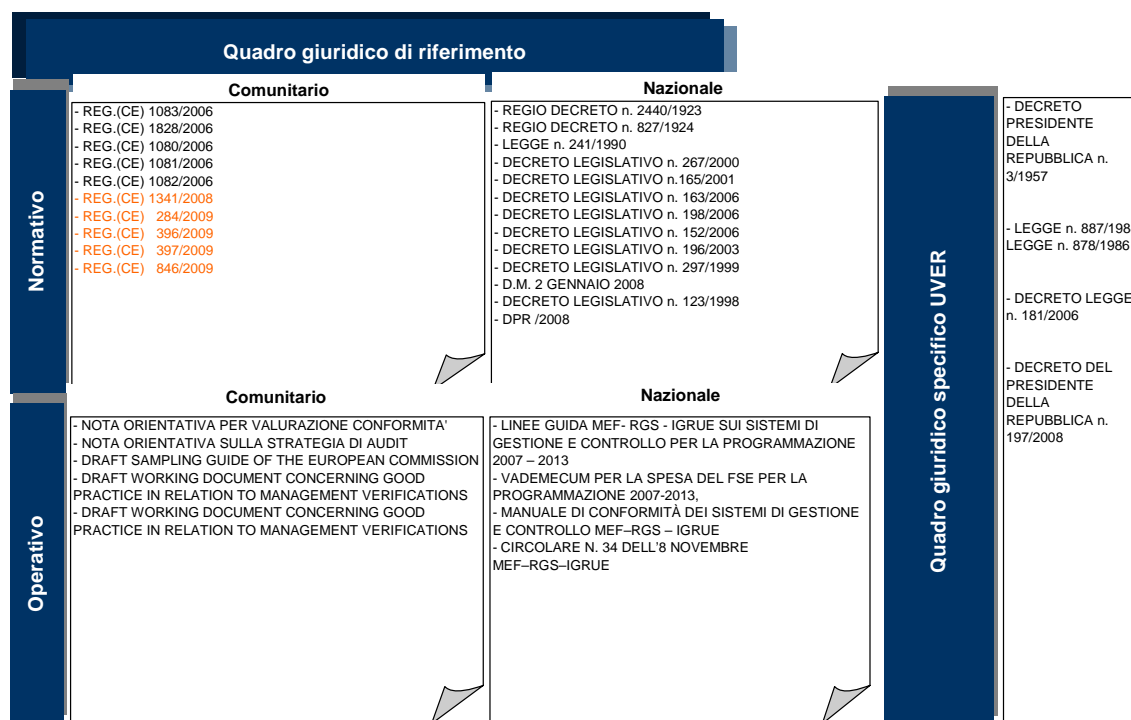 Quadro giuridico di riferimento
Normativo
Comunitario
- REG.(CE) 1083/2006
- REG.(CE) 1828/2006
- REG.(CE) 1080/2006
- REG.(CE) 1081/2006
- REG.(CE) 1082/2006
- REG.(CE) 1341/2008
- REG.(CE) 284/2009
- REG.(CE) 396/2009
- REG.(CE) 397/2009
- REG.(CE) 846/2009
Nazionale
- REGIO DECRETO n. 2440/1923
- REGIO DECRETO n. 827/1924
- LEGGE n. 241/1990
- DECRETO LEGISLATIVO n. 267/2000
- DECRETO LEGISLATIVO n.165/2001
- DECRETO LEGISLATIVO n. 163/2006
- DECRETO LEGISLATIVO n. 198/2006
- DECRETO LEGISLATIVO n. 152/2006
- DECRETO LEGISLATIVO n. 196/2003
- DECRETO LEGISLATIVO n. 297/1999
- D.M. 2 GENNAIO 2008
- DECRETO LEGISLATIVO n. 123/1998
- DPR /2008
Operativo
Comunitario
- NOTA ORIENTATIVA PER VALURAZIONE CONFORMITA'
- NOTA ORIENTATIVA SULLA STRATEGIA DI AUDIT
- DRAFT SAMPLING GUIDE OF THE EUROPEAN COMMISSION
- DRAFT WORKING DOCUMENT CONCERNING GOOD
PRACTICE IN RELATION TO MANAGEMENT VERIFICATIONS
- DRAFT WORKING DOCUMENT CONCERNING GOOD
PRACTICE IN RELATION TO MANAGEMENT VERIFICATIONS
Nazionale
- LINEE GUIDA MEF- RGS - IGRUE SUI SISTEMI DI
GESTIONE E CONTROLLO PER LA PROGRAMMAZIONE
2007 – 2013
- VADEMECUM PER LA SPESA DEL FSE PER LA
PROGRAMMAZIONE 2007-2013,
- MANUALE DI CONFORMITÀ DEI SISTEMI DI GESTIONE
E CONTROLLO MEF–RGS – IGRUE
- CIRCOLARE N. 34 DELL'8 NOVEMBRE
MEF–RGS–IGRUE
Quadro giuridico specifico UVER
- DECRETO
PRESIDENTE
DELLA
REPUBBLICA n.
3/1957
- LEGGE n. 887/198
LEGGE n. 878/1986
- DECRETO LEGGE
n. 181/2006
- DECRETO DEL
PRESIDENTE
DELLA
REPUBBLICA n.
197/2008